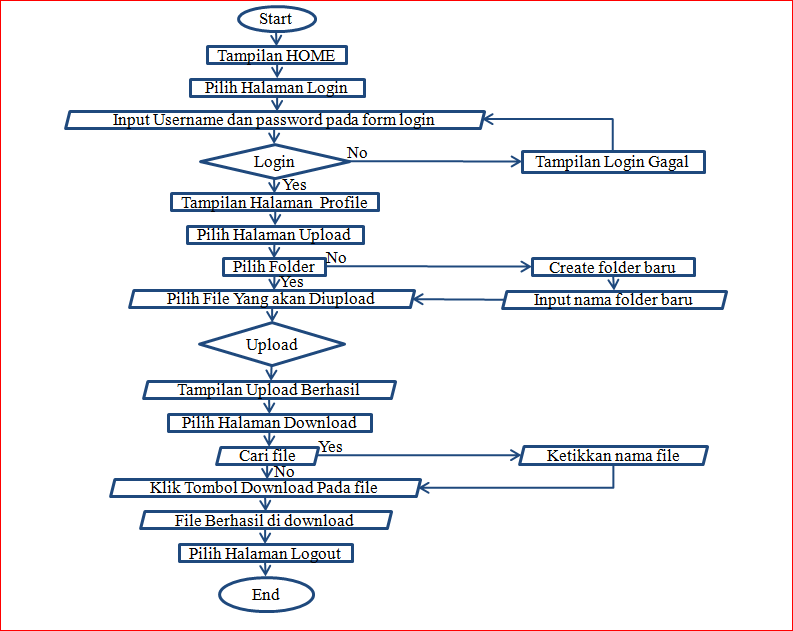 Start
Tampilan HOME
Pilih Halaman Login
Input Username dan password pada form login
Login
No
Tampilan Login Gagal
Yes
Tampilan Halaman Profile
Pilih Halaman Upload
Pilih Folder
No
Create folder baru
Yes
Pilih File Yang akan Diupload
Input nama folder baru
Upload
Tampilan Upload Berhasil
Pilih Halaman Download
Cari file
Yes
Ketikkan nama file
No
Klik Tombol Download Pada file
File Berhasil di download
Pilih Halaman Logout
End